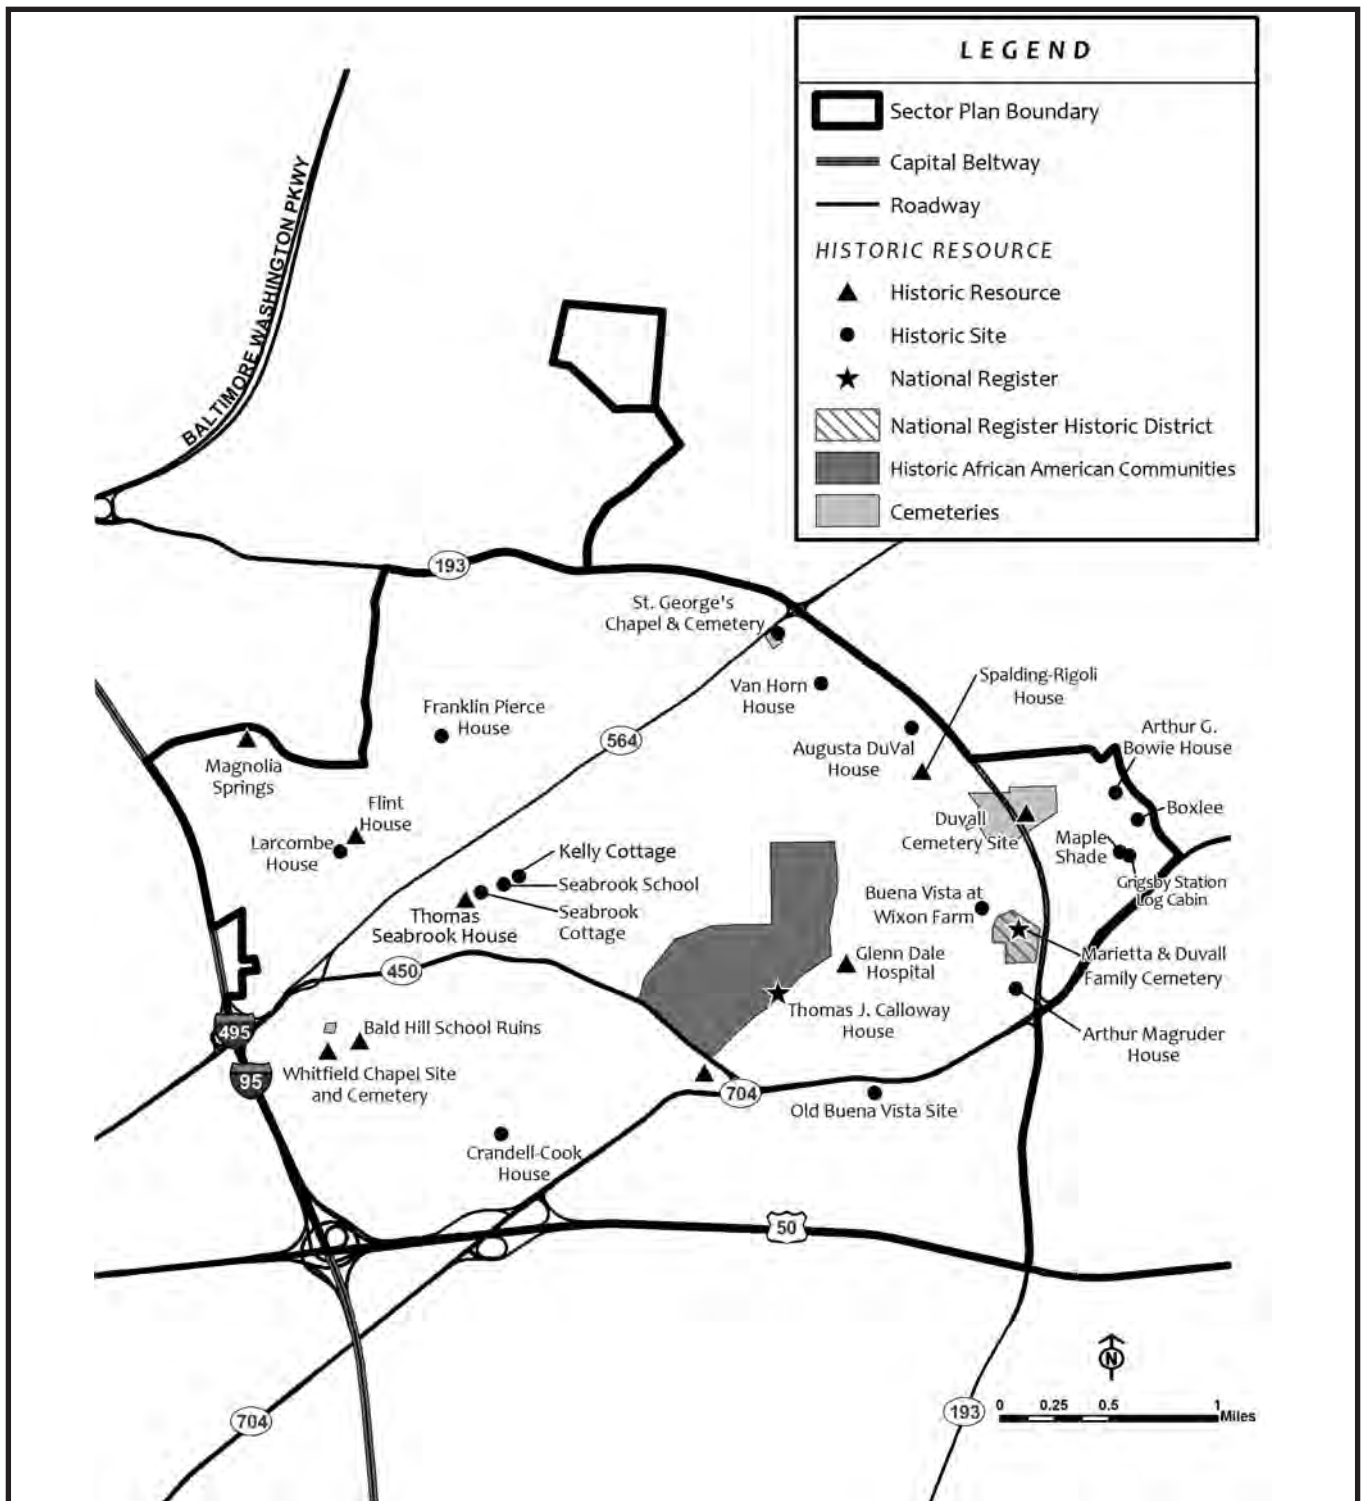 LEGEND
Sector Plan Boundary
Capital Beltway
Roadway
HISTORIC RESOURCE
Historic Resource
Historic Site
National Register
National Register Historic District
Historic African American Communities
Cemeteries
BALTIMORE WASHINGTON PKWY
193
St. George's
Chapel & Cemetery
Van Horn
House
Spalding-Rigoli
House
Franklin Pierce
House
564
Augusta DuVal
House
Arthur G.
Bowie House
Magnolia
Springs
Flint
House
Larcombe
House
Duvall
Cemetery Site
Boxlee
Maple
Shade
Grigsby Station
Log Cabin
Kelly Cottage
Seabrook School
Seabrook
Cottage
Thomas
Seabrook House
Buena Vista at
Wixon Farm
Glenn Dale
Hospital
Marietta & Duvall
Family Cemetery
450
Thomas J. Calloway
House
495
Bald Hill School Ruins
Arthur Magruder
House
95
Whitfield Chapel Site
and Cemetery
704
Old Buena Vista Site
Crandell-Cook
House
50
N
704
193
0 0.25 0.5 1
Miles